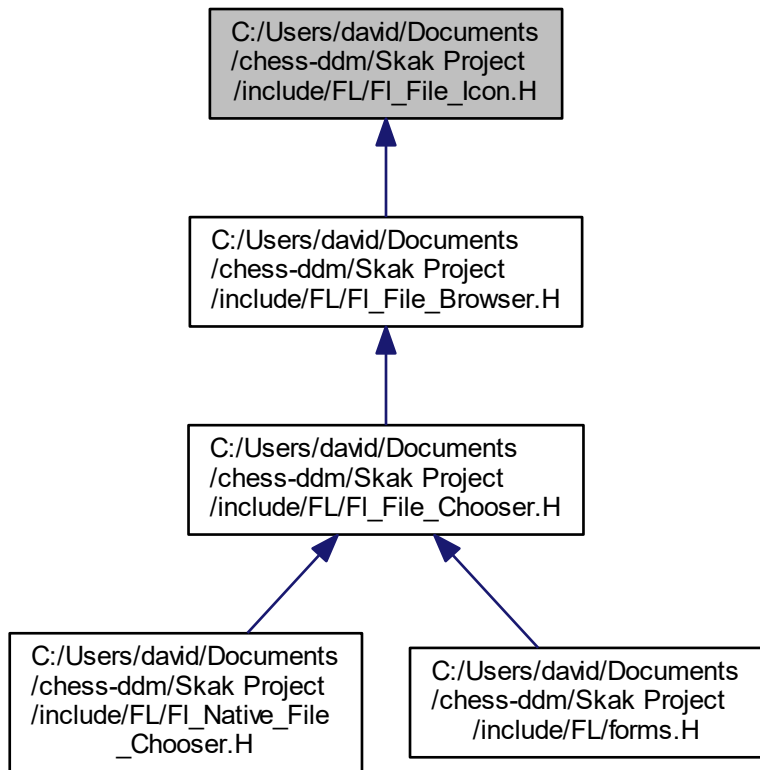 C:/Users/david/Documents
/chess-ddm/Skak Project
/include/FL/Fl_File_Icon.H
C:/Users/david/Documents
/chess-ddm/Skak Project
/include/FL/Fl_File_Browser.H
C:/Users/david/Documents
/chess-ddm/Skak Project
/include/FL/Fl_File_Chooser.H
C:/Users/david/Documents
/chess-ddm/Skak Project
/include/FL/Fl_Native_File
_Chooser.H
C:/Users/david/Documents
/chess-ddm/Skak Project
/include/FL/forms.H